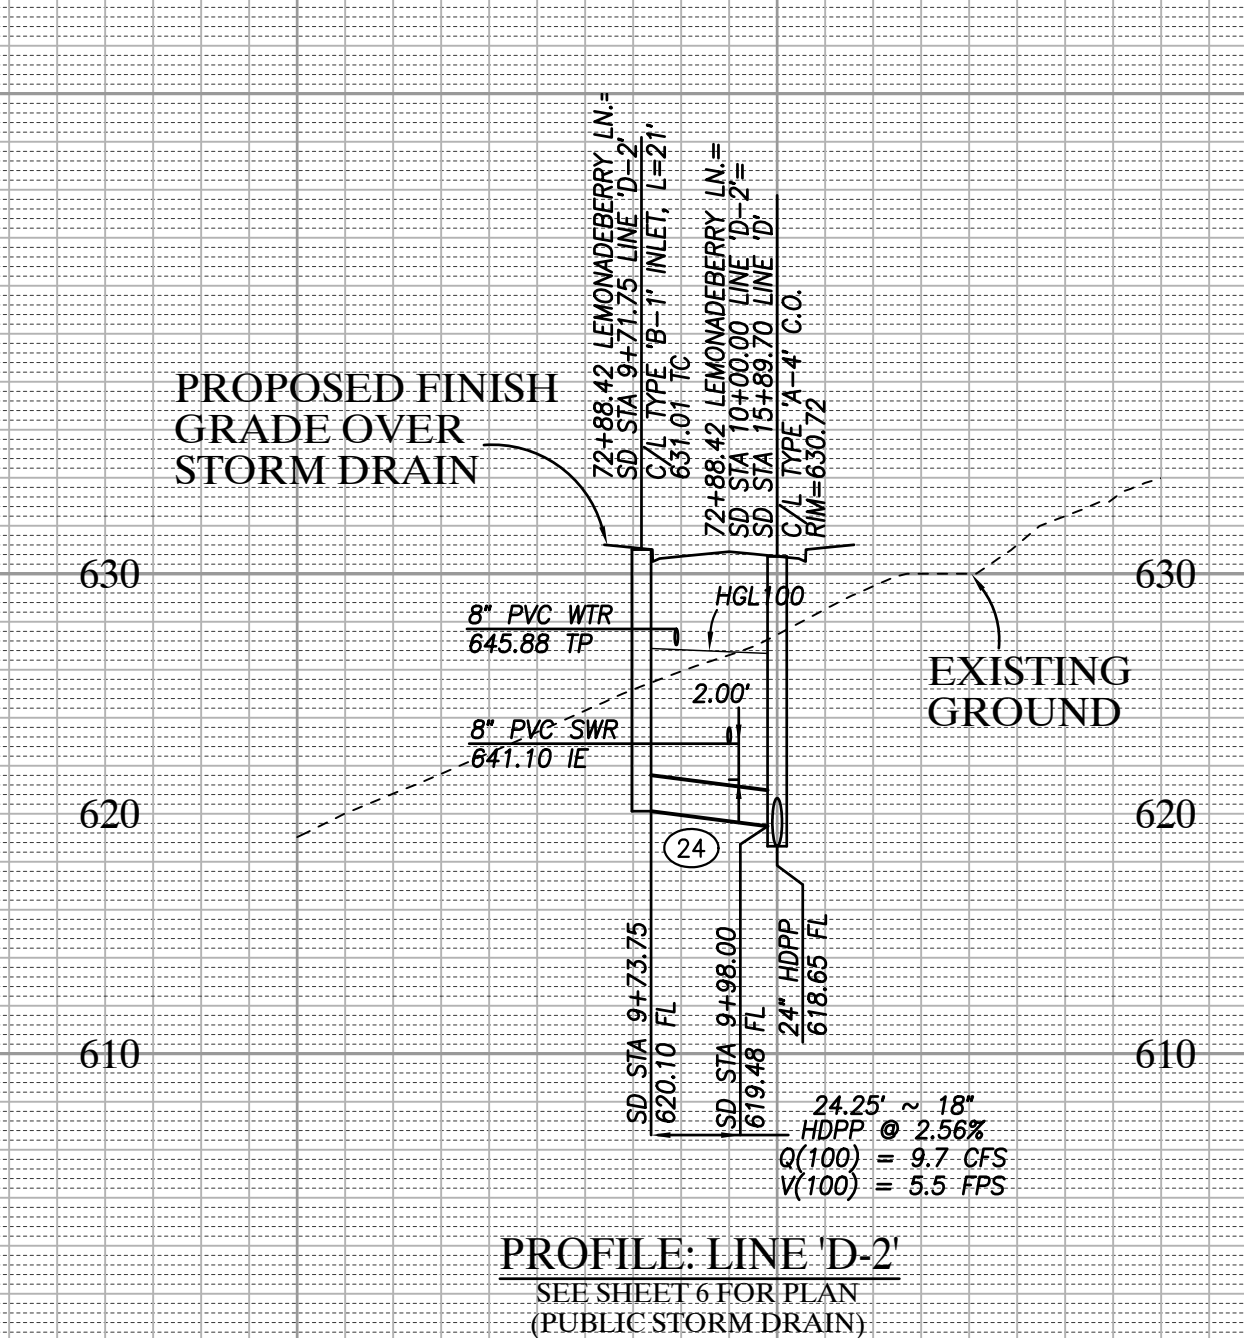 72+88.42 LEMONADEBERRY LN.=
SD STA 9+71.75 LINE 'D-2'
C/L TYPE 'B-1' INLET, L=21'
631.01 TC
72+88.42 LEMONADEBERRY LN.=
SD STA 10+00.00 LINE 'D-2'=
SD STA 15+89.70 LINE 'D'
C/L TYPE 'A-4' C.O.
RIM=630.72
PROPOSED FINISH
GRADE OVER
STORM DRAIN
630
630
HGL100
8" PVC WTR
645.88 TP
EXISTING
GROUND
2.00'
8" PVC SWR
641.10 IE
620
620
24
SD STA 9+73.75
620.10 FL
SD STA 9+98.00
619.48 FL
24" HDPP
618.65 FL
610
610
24.25' ~ 18"
HDPP @ 2.56%
Q(100) = 9.7 CFS
V(100) = 5.5 FPS
PROFILE: LINE 'D-2'
SEE SHEET 6 FOR PLAN
(PUBLIC STORM DRAIN)